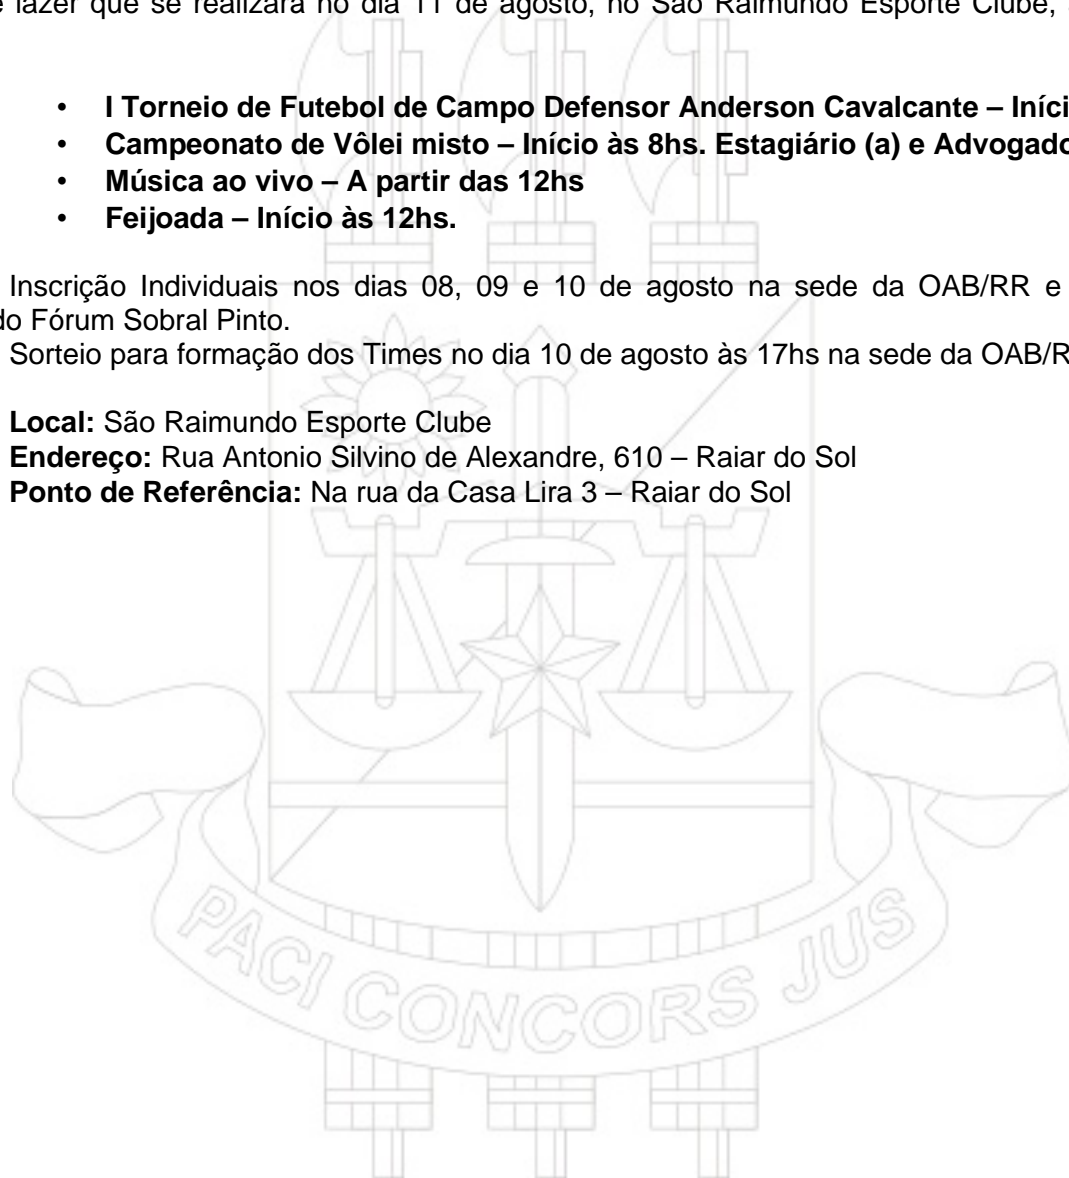 e lazer que se realizará no dia 11 de agosto, no São Raimundo Esporte Clube,
• I Torneio de Futebol de Campo Defensor Anderson Cavalcante – Iníci
• Campeonato de Vôlei misto – Início às 8hs. Estagiário (a) e Advogado
• Música ao vivo – A partir das 12hs
• Feijoada – Início às 12hs.
Inscrição Individuais nos dias 08, 09 e 10 de agosto na sede da OAB/RR e
do Fórum Sobral Pinto.
Sorteio para formação dos Times no dia 10 de agosto às 17hs na sede da OAB/R
Local: São Raimundo Esporte Clube
Endereço: Rua Antonio Silvino de Alexandre, 610 – Raiar do Sol
Ponto de Referência: Na rua da Casa Lira 3 – Raiar do Sol
PACI CONCORS JUS